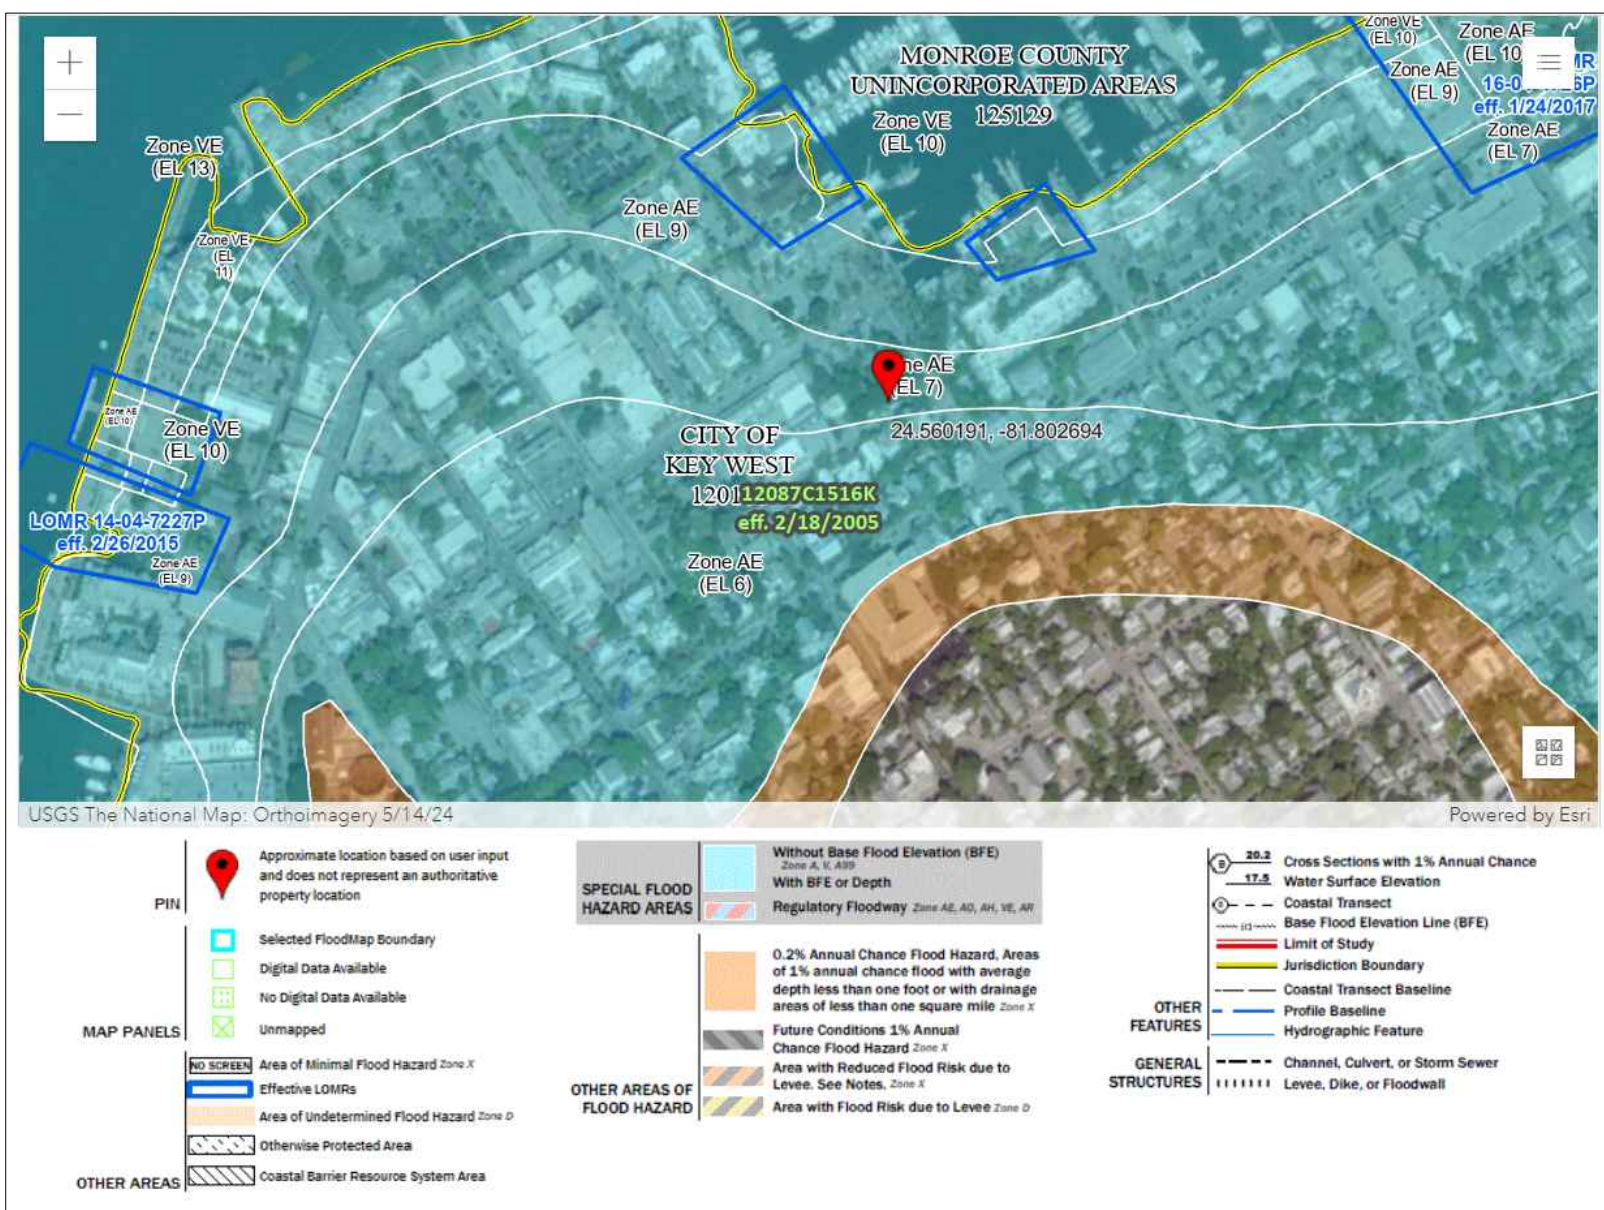 MONROE COUNTY
UNINCORPORATED AREAS
125129
Zone VE
(EL 10)
Zone VE
(EL 10)
Zone AE
(EL 10
Zone AE
(EL 9)
MR
eff. 1/24/2017
Zone AE
(EL 7)
Zone VE
(EL 13)
Zone VE
(EL
11)
Zone AE
(EL 9)
ne AE
EL 7)
24.560191, -81.802694
Zone AE
(EL 10)
Zone VE
(EL 10)
CITY OF
KEY WEST
1201
12087C1516K
eff. 2/18/2005
Zone AE
(EL 6)
LOMR 14-04-7227P
eff. 2/26/2015
Zone AE
(EL 9)
USGS The National Map: Orthoimagery 5/14/24
Powered by Esri
PIN
Approximate location based on user input
and does not represent an authoritative
property location
MAP PANELS
Selected FloodMap Boundary
Digital Data Available
No Digital Data Available
Unmapped
OTHER AREAS
NO SCREEN Area of Minimal Flood Hazard Zone X
Effective LOMRs
Area of Undetermined Flood Hazard Zone D
Otherwise Protected Area
Coastal Barrier Resource System Area
SPECIAL FLOOD
HAZARD AREAS
Without Base Flood Elevation (BFE)
Zone A, V, A99
With BFE or Depth
Regulatory Floodway Zone AE, AO, AH, VE, AR
OTHER AREAS OF
FLOOD HAZARD
0.2% Annual Chance Flood Hazard, Areas
of 1% annual chance flood with average
depth less than one foot or with drainage
areas of less than one square mile Zone X
Future Conditions 1% Annual
Chance Flood Hazard Zone X
Area with Reduced Flood Risk due to
Levee. See Notes. Zone X
Area with Flood Risk due to Levee Zone D
OTHER
FEATURES
B 20.2 Cross Sections with 1% Annual Chance
17.5 Water Surface Elevation
Coastal Transect
Base Flood Elevation Line (BFE)
Limit of Study
Jurisdiction Boundary
Coastal Transect Baseline
Profile Baseline
Hydrographic Feature
GENERAL
STRUCTURES
Channel, Culvert, or Storm Sewer
Levee, Dike, or Floodwall